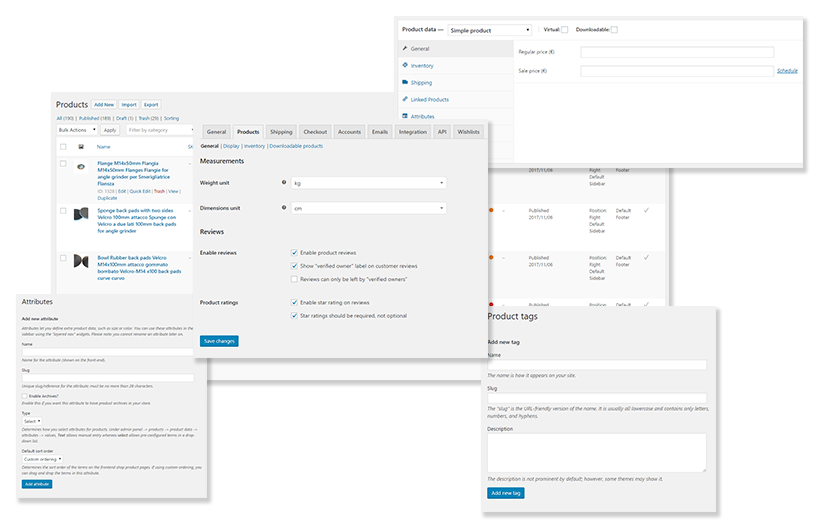 Product data — Simple product Virtual: Downloadable:
General
Inventory
Shipping
Linked Products
Attributes
Regular price (€)
Sale price (€)
Schedule
Products Add New Import Export
All (190) | Published (189) | Draft (1) | Trash (29) | Sorting
Bulk Actions Apply Filter by category
Name
Flange M14x50mm Flangia
M14x50mm Flanges Flangia for
angle grinder per Smerigliatrice
Flansza
ID: 1323 | Edit | Quick Edit | Trash | View |
Duplicate
Sponge back pads with two sides
Velcro 100mm attacco Sponge con
Velcro a due lati 100mm back pads
for angle grinder
Bowl Rubber back pads Velcro
M14x100mm attacco gommato
bombato Velcro-M14 x100 back pads
curve curvo
Published
2017/11/06
Position:
Right
Default
Sidebar
Default
Footer
Published
2017/11/06
Position:
Right
Default
Sidebar
Default
Footer
Published
2017/11/06
Position:
Right
Default
Sidebar
Default
Footer
Published
Position:
Default
General Products Shipping Checkout Accounts Emails Integration API Wishlists
General | Display | Inventory | Downloadable products
Measurements
Weight unit kg
Dimensions unit cm
Reviews
Enable reviews Enable product reviews
Show "verified owner" label on customer reviews
Reviews can only be left by "verified owners"
Product ratings Enable star rating on reviews
Star ratings should be required, not optional
Save changes
Attributes
Add new attribute
Attributes let you define extra product data, such as size or color. You can use these attributes in the
sidebar using the "layered nav" widgets. Please note you cannot rename an attribute later on.
Name
Name for the attribute (shown on the front-end).
Slug
Unique slug/reference for the attribute; must be no more than 28 characters.
Enable Archives?
Enable this if you want this attribute to have product archives in your store.
Type
Select
Determines how you select attributes for products. Under admin panel -> products -> product data ->
attributes -> values, Text allows manual entry whereas select allows pre-configured terms in a drop-
down list.
Default sort order
Custom ordering
Determines the sort order of the terms on the frontend shop product pages. If using custom ordering, you
can drag and drop the terms in this attribute.
Add attribute
Product tags
Add new tag
Name
The name is how it appears on your site.
Slug
The "slug" is the URL-friendly version of the name. It is usually all lowercase and contains only letters,
numbers, and hyphens.
Description
The description is not prominent by default; however, some themes may show it.
Add new tag